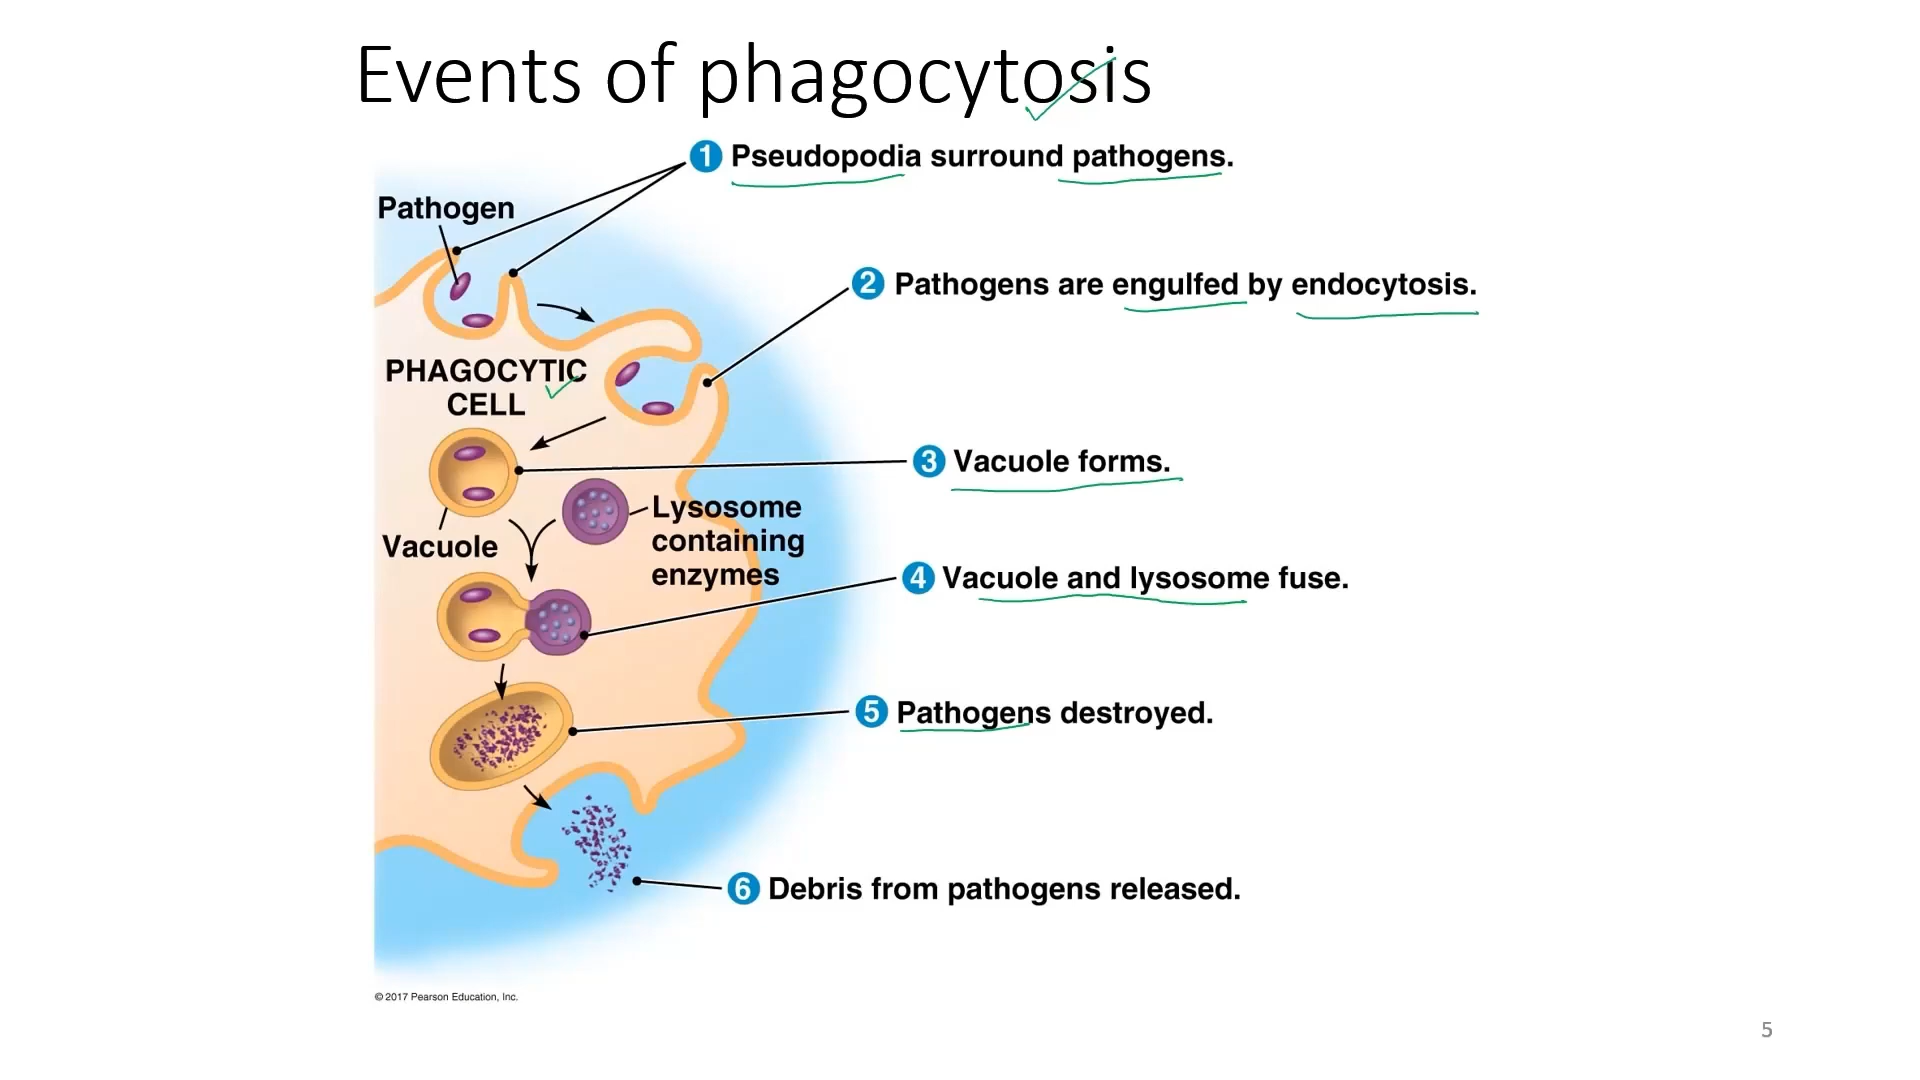 Events of phagocytosis
1 Pseudopodia surround pathogens.
Pathogen
2 Pathogens are engulfed by endocytosis.
PHAGOCYTIC
CELL
3 Vacuole forms.
Lysosome
containing
enzymes
Vacuole
4 Vacuole and lysosome fuse.
5 Pathogens destroyed.
6 Debris from pathogens released.
© 2017 Pearson Education, Inc.
5